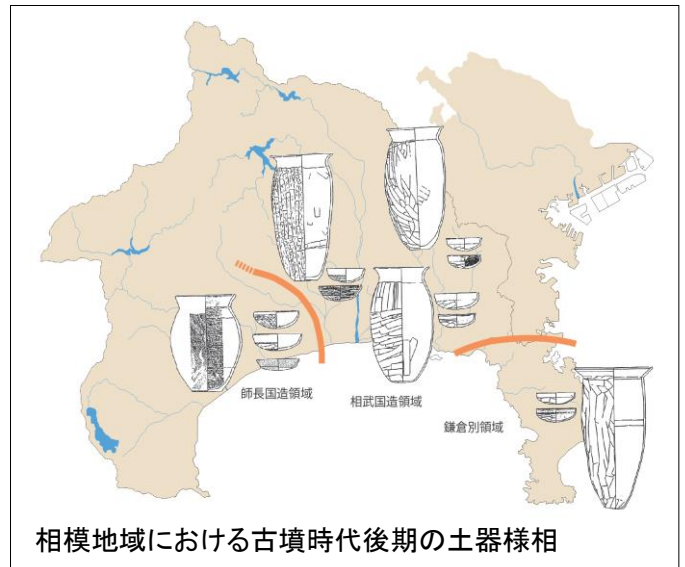 師長国造領域
相武国造領域
鎌倉別領域
相模地域における古墳時代後期の土器様相